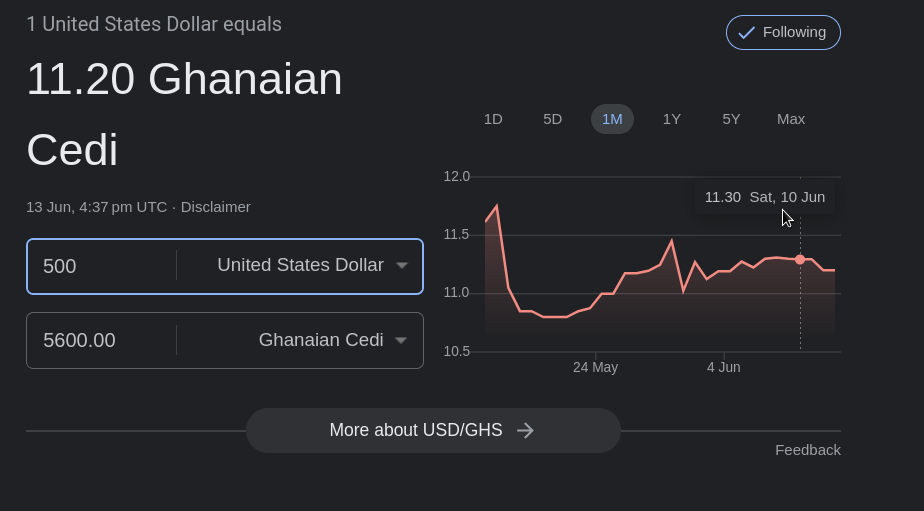 1 United States Dollar equals
11.20 Ghanaian
Cedi
13 Jun, 4:37 pm UTC · Disclaimer
500 United States Dollar
5600.00 Ghanaian Cedi
Following
1D 5D 1M 1Y 5Y Max
12.0
11.30 Sat, 10 Jun
11.5
11.0
10.5
24 May 4 Jun
More about USD/GHS
Feedback